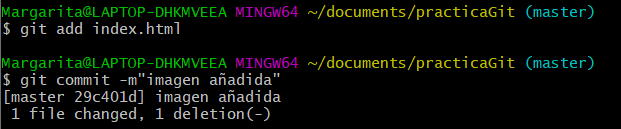 Margarita@LAPTOP-DHKMVEEA MINGW64 ~/documents/practicaGit (master)
$ git add index.html
Margarita@LAPTOP-DHKMVEEA MINGW64 ~/documents/practicaGit (master)
$ git commit -m"imagen añadida"
[master 29c401d] imagen añadida
 1 file changed, 1 deletion(-)